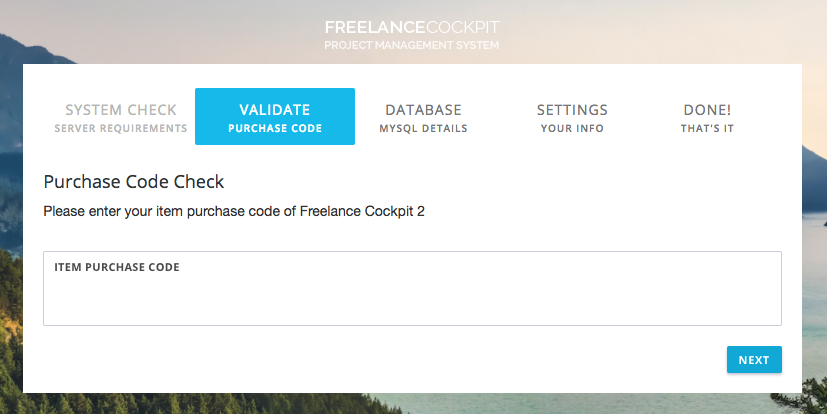 FREELANCECOCKPIT
PROJECT MANAGEMENT SYSTEM
SYSTEM CHECK
SERVER REQUIREMENTS
VALIDATE
PURCHASE CODE
DATABASE
MYSQL DETAILS
SETTINGS
YOUR INFO
DONE!
THAT'S IT
Purchase Code Check
Please enter your item purchase code of Freelance Cockpit 2
ITEM PURCHASE CODE
NEXT